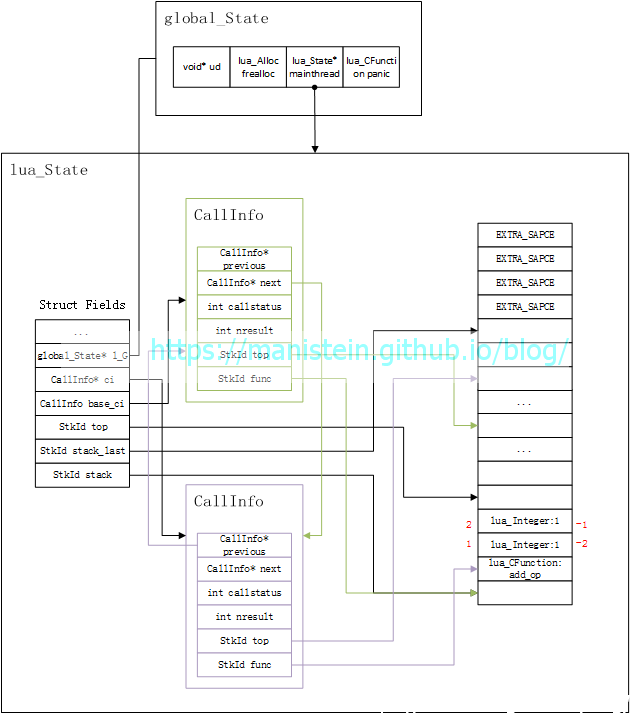 global_State
void* ud
lua_Alloc
frealloc
lua_State*
mainthread
lua_CFuncti
on panic
lua_State
CallInfo
CallInfo*
previous
CallInfo* next
int callstatus
int nresult
StkId top
StkId func
Struct Fields
...
global_State* l_G
CallInfo* ci
CallInfo base_ci
StkId top
StkId stack_last
StkId stack
https://manistein.github.io/blog/
CallInfo
CallInfo*
previous
CallInfo* next
int callstatus
int nresult
StkId top
StkId func
EXTRA_SAPCE
EXTRA_SAPCE
EXTRA_SAPCE
EXTRA_SAPCE
...
...
2 lua_Integer:1 -1
1 lua_Integer:1 -2
lua_CFunction:
add_op